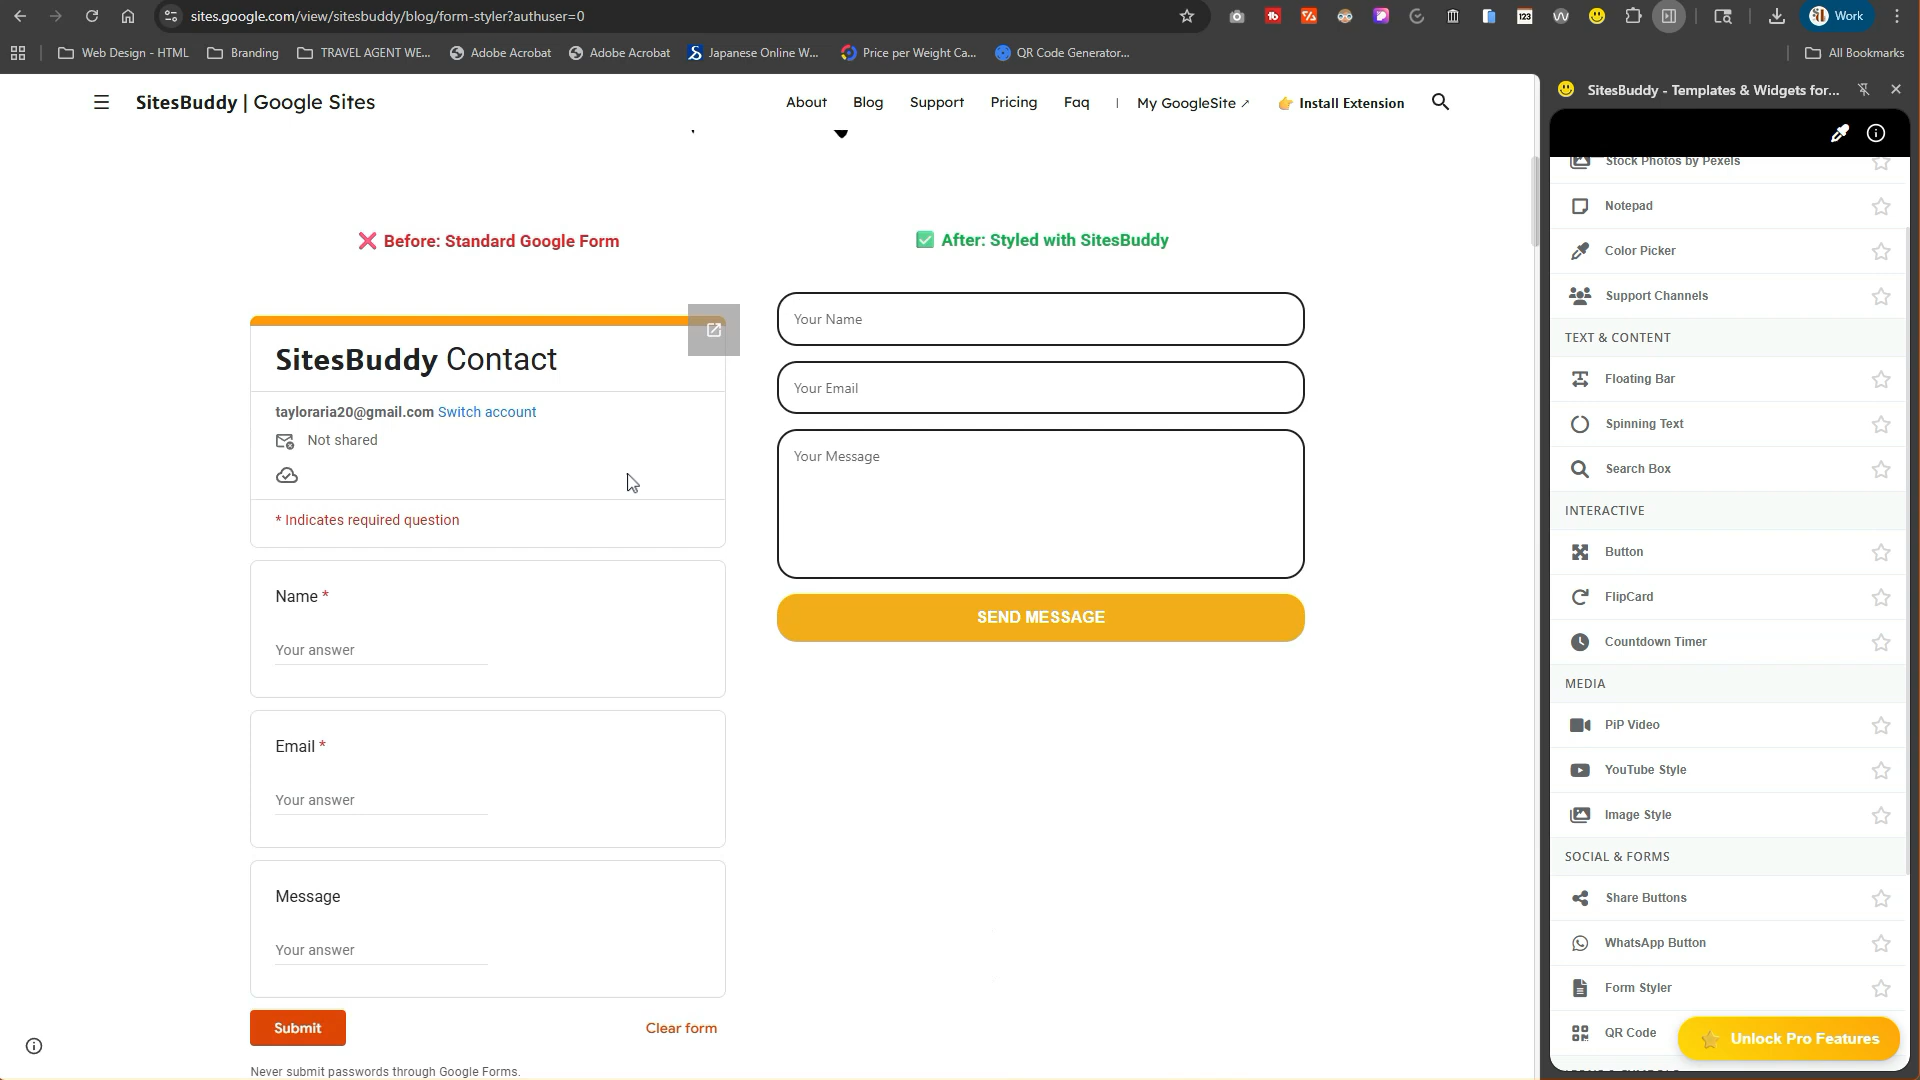 sites.google.com/view/sitesbuddy/blog/form-styler?authuser=0
123
Work
Web Design - HTML
Branding
TRAVEL AGENT WE...
Adobe Acrobat
Adobe Acrobat
Japanese Online W...
Price per Weight Ca...
QR Code Generator...
All Bookmarks
SitesBuddy | Google Sites
About
Blog
Support
Pricing
Faq
|
My GoogleSite ↗
👉 Install Extension
❌ Before: Standard Google Form
SitesBuddy Contact
tayloraria20@gmail.com Switch account
Not shared
* Indicates required question
Name *
Your answer
Email *
Your answer
Message
Your answer
Submit
Clear form
Never submit passwords through Google Forms.
✅ After: Styled with SitesBuddy
Your Name
Your Email
Your Message
SEND MESSAGE
SitesBuddy - Templates & Widgets for...
Stock Photos by Pexels
Notepad
Color Picker
Support Channels
TEXT & CONTENT
Floating Bar
Spinning Text
Search Box
INTERACTIVE
Button
FlipCard
Countdown Timer
MEDIA
PiP Video
YouTube Style
Image Style
SOCIAL & FORMS
Share Buttons
WhatsApp Button
Form Styler
QR Code
Unlock Pro Features